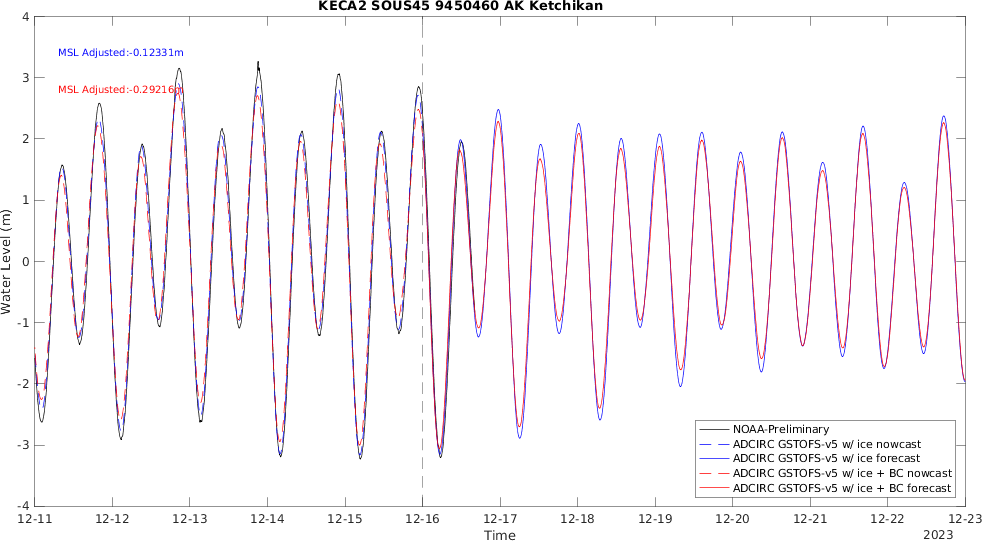 KECA2 SOUS45 9450460 AK Ketchikan
MSL Adjusted:-0.12331m
MSL Adjusted:-0.29216m
Water Level (m)
4
3
2
1
0
-1
-2
-3
-4
NOAA-Preliminary
ADCIRC GSTOFS-v5 w/ ice nowcast
ADCIRC GSTOFS-v5 w/ ice forecast
ADCIRC GSTOFS-v5 w/ ice + BC nowcast
ADCIRC GSTOFS-v5 w/ ice + BC forecast
12-11 12-12 12-13 12-14 12-15 12-16 12-17 12-18 12-19 12-20 12-21 12-22 12-23
Time
2023